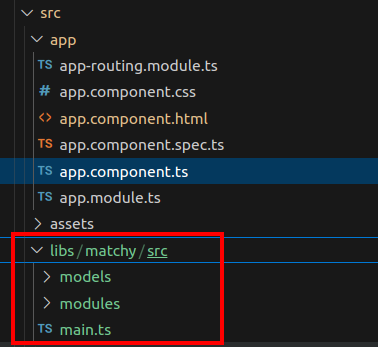 src
app
TS app-routing.module.ts
# app.component.css
<> app.component.html
TS app.component.spec.ts
TS app.component.ts
TS app.module.ts
assets
libs/matchy/src
models
modules
TS main.ts